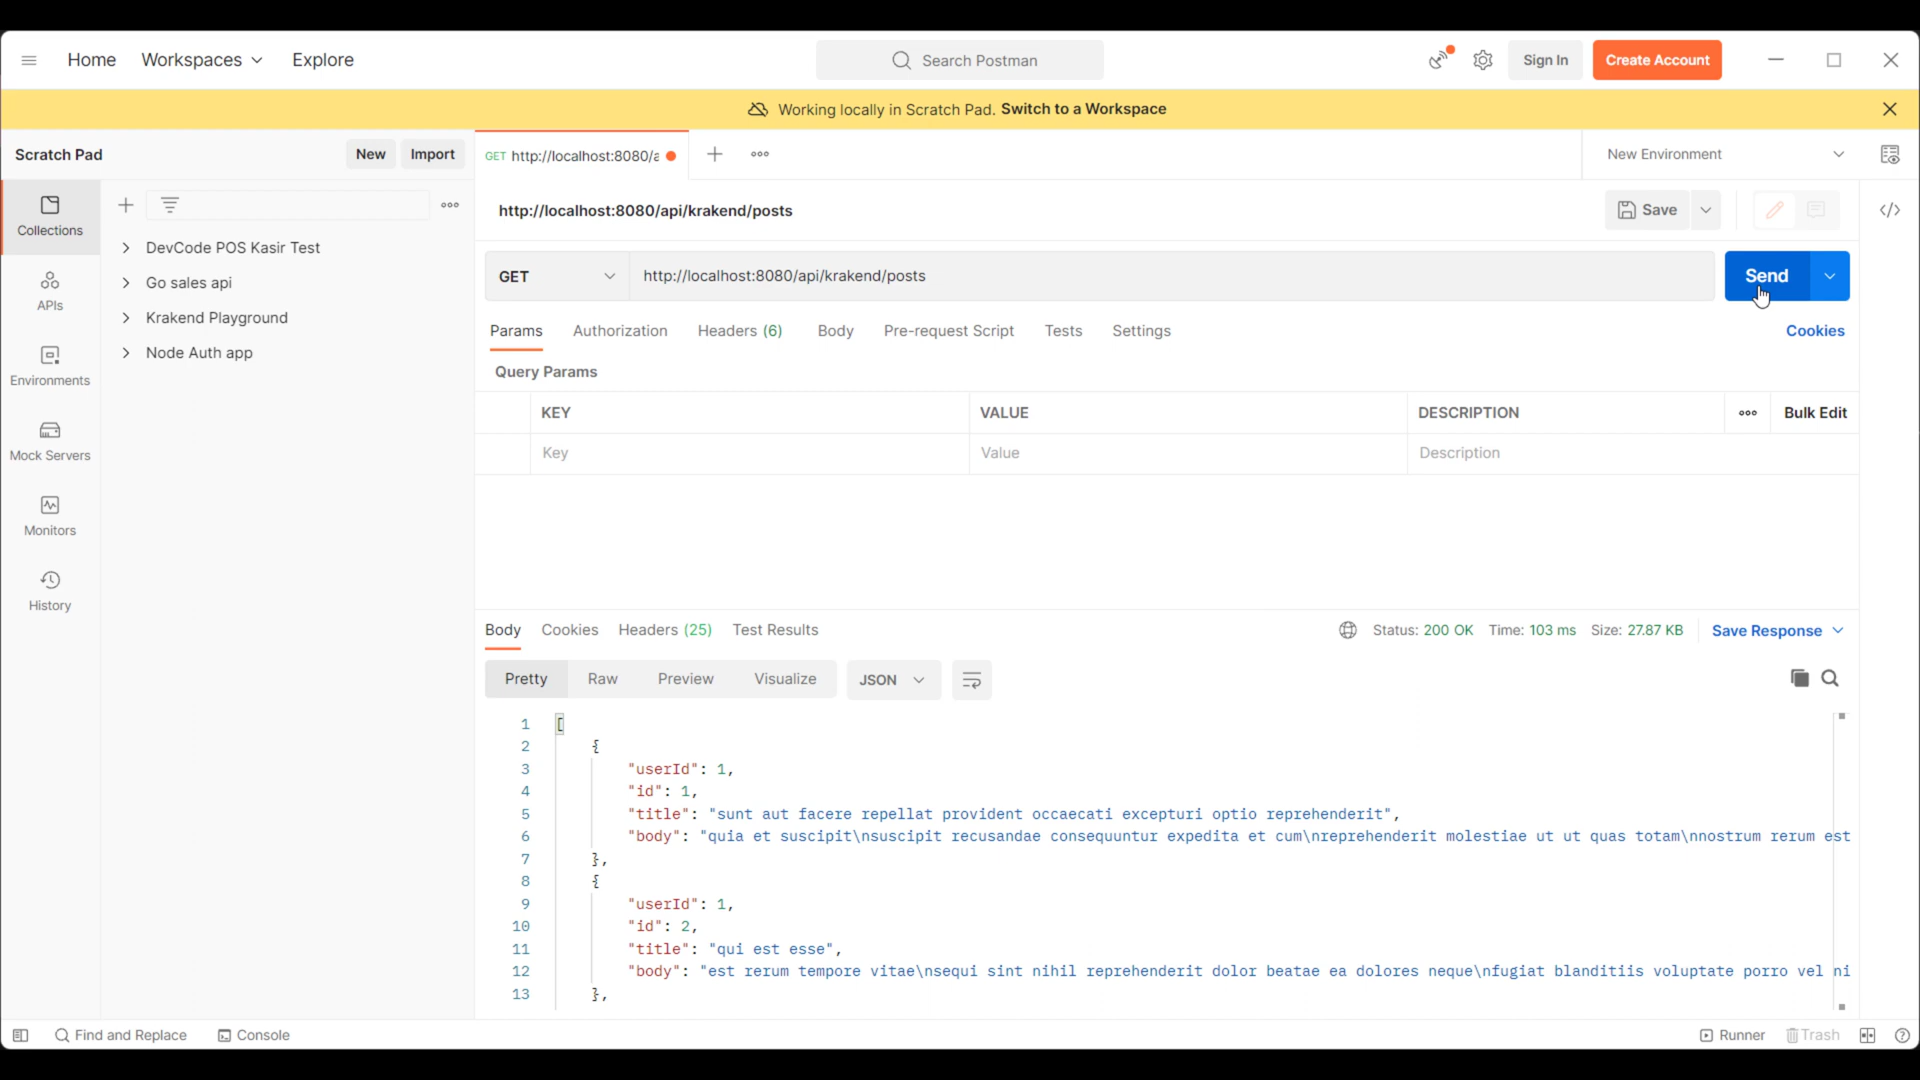 Home Workspaces Explore Search Postman Sign In Create Account
Working locally in Scratch Pad. Switch to a Workspace
Scratch Pad New Import GET http://localhost:8080/a New Environment
Collections
APIs
Environments
Mock Servers
Monitors
History
DevCode POS Kasir Test
Go sales api
Krakend Playground
Node Auth app
http://localhost:8080/api/krakend/posts Save
GET http://localhost:8080/api/krakend/posts Send
Params Authorization Headers (6) Body Pre-request Script Tests Settings Cookies
Query Params
KEY VALUE DESCRIPTION Bulk Edit
Key Value Description
Body Cookies Headers (25) Test Results Status: 200 OK Time: 103 ms Size: 27.87 KB Save Response
Pretty Raw Preview Visualize JSON
1 [
2 {
3 "userId": 1,
4 "id": 1,
5 "title": "sunt aut facere repellat provident occaecati excepturi optio reprehenderit",
6 "body": "quia et suscipit\nsuscipit recusandae consequuntur expedita et cum\nreprehenderit molestiae ut ut quas totam\nnostrum rerum est
7 },
8 {
9 "userId": 1,
10 "id": 2,
11 "title": "qui est esse",
12 "body": "est rerum tempore vitae\nsequi sint nihil reprehenderit dolor beatae ea dolores neque\nfugiat blanditiis voluptate porro vel ni
13 },
Find and Replace Console Runner Trash